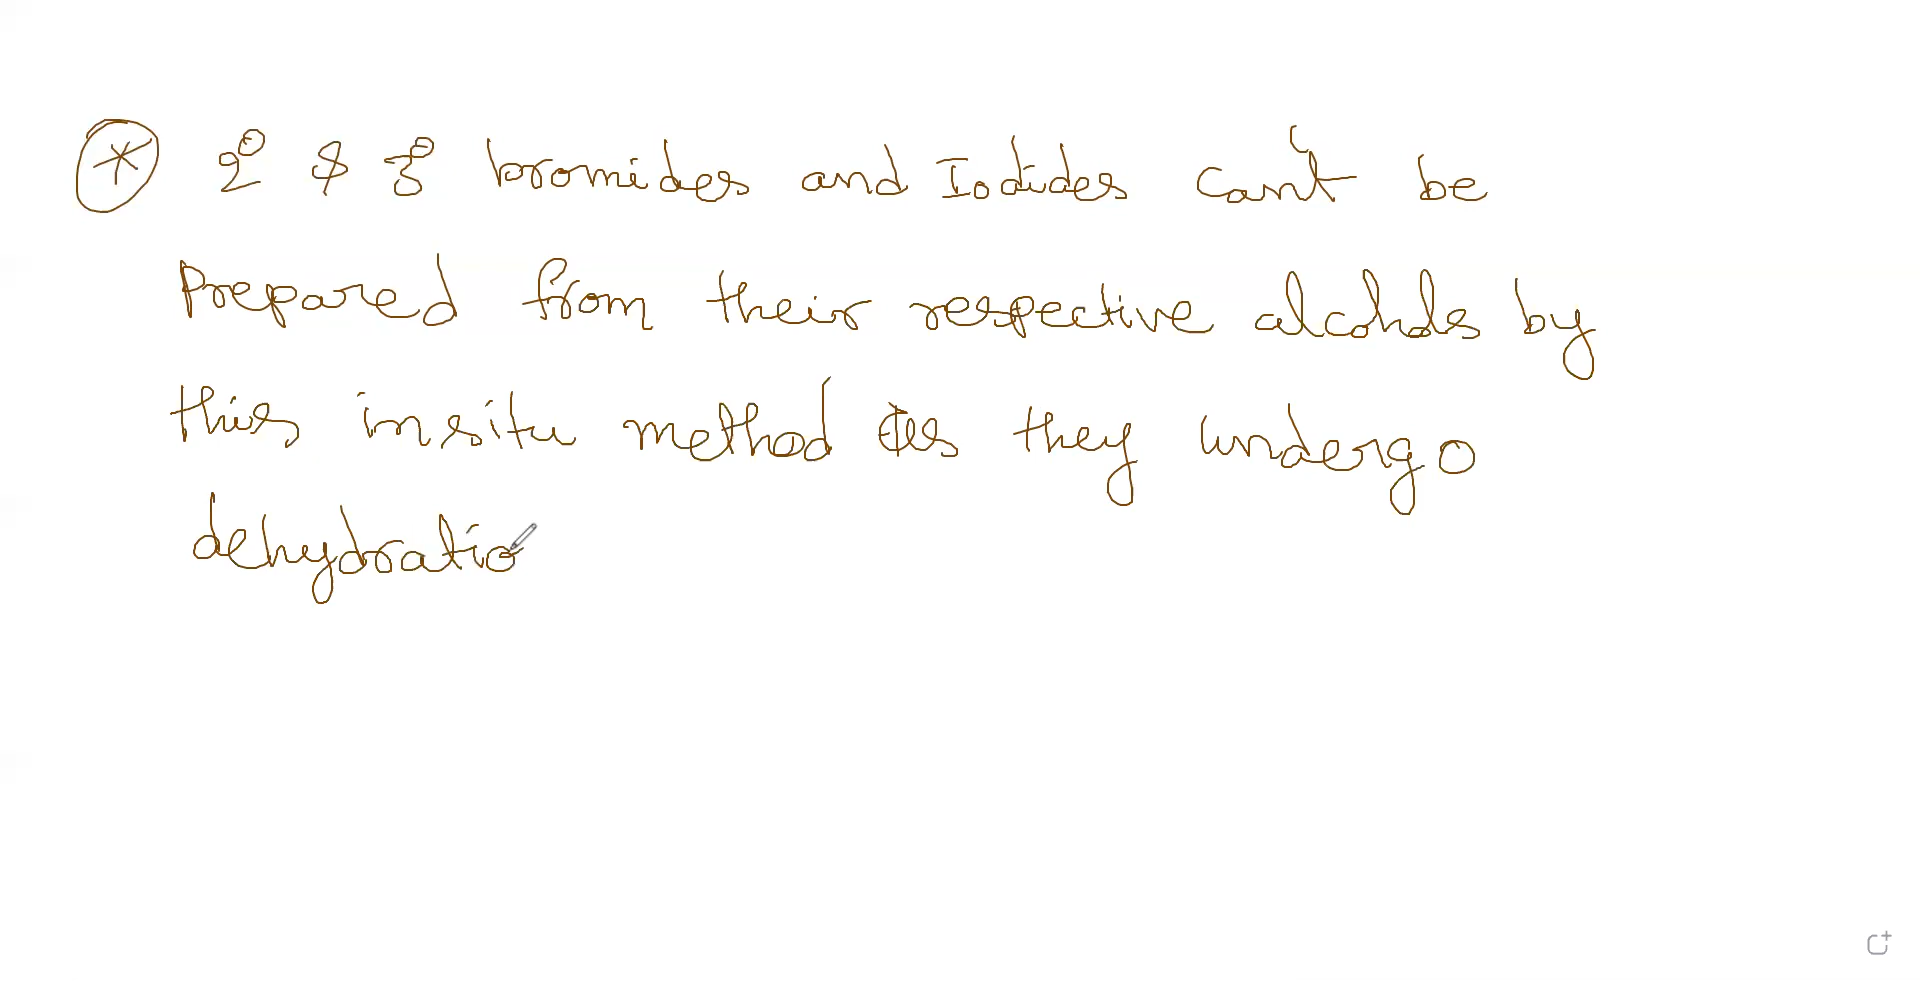 * 2° & 3° bromides and Iodides can't be
Prepared from their respective alcohols by
this insitu method as they undergo
dehydratio